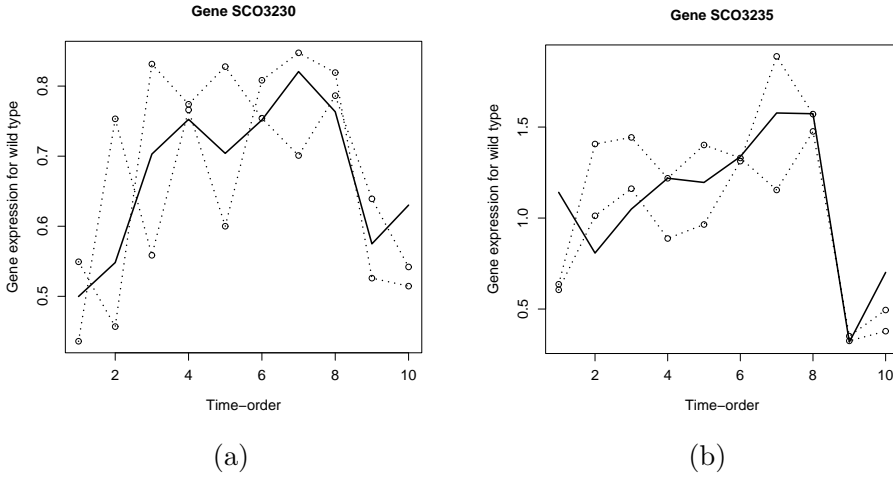 Gene SCO3230
Gene expression for wild type
0.5
0.6
0.7
0.8
2
4
6
8
10
Time−order
(a)
Gene SCO3235
Gene expression for wild type
0.5
1.0
1.5
2
4
6
8
10
Time−order
(b)